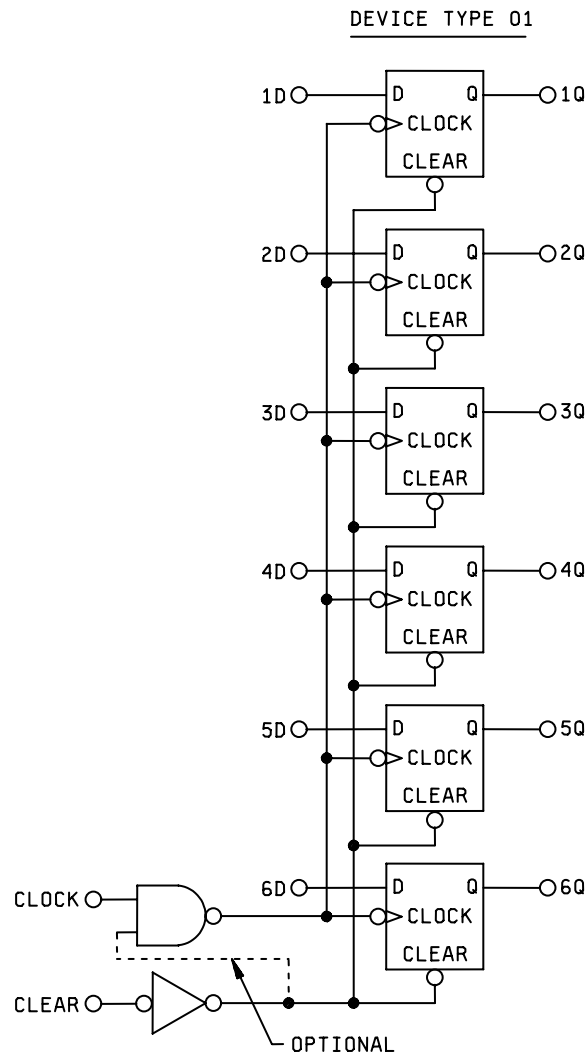 DEVICE TYPE 01
1D D Q 1Q
CLOCK
CLEAR
2D D Q 2Q
CLOCK
CLEAR
3D D Q 3Q
CLOCK
CLEAR
4D D Q 4Q
CLOCK
CLEAR
5D D Q 5Q
CLOCK
CLEAR
6D D Q 6Q
CLOCK CLOCK
CLEAR
CLEAR
OPTIONAL